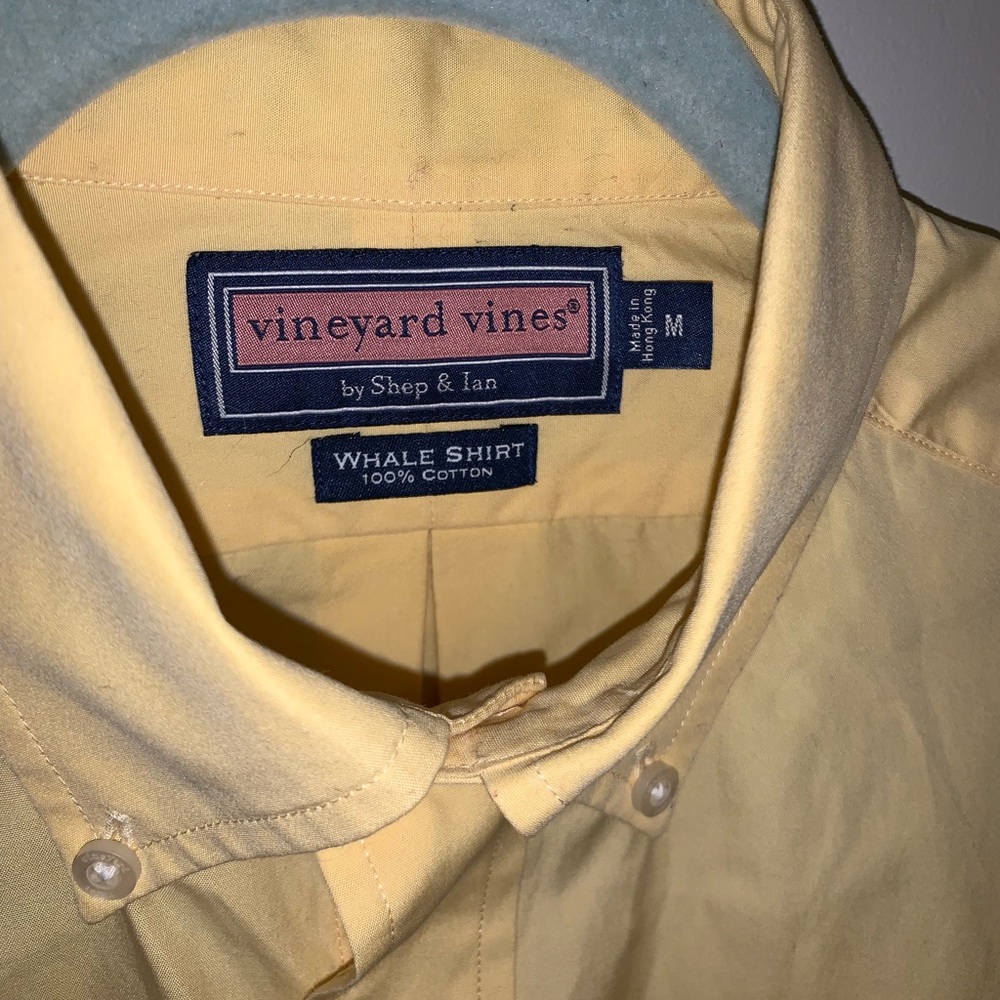 vineyard vines®
by Shep & Ian
Made in
Hong Kong
M
WHALE SHIRT
100% COTTON